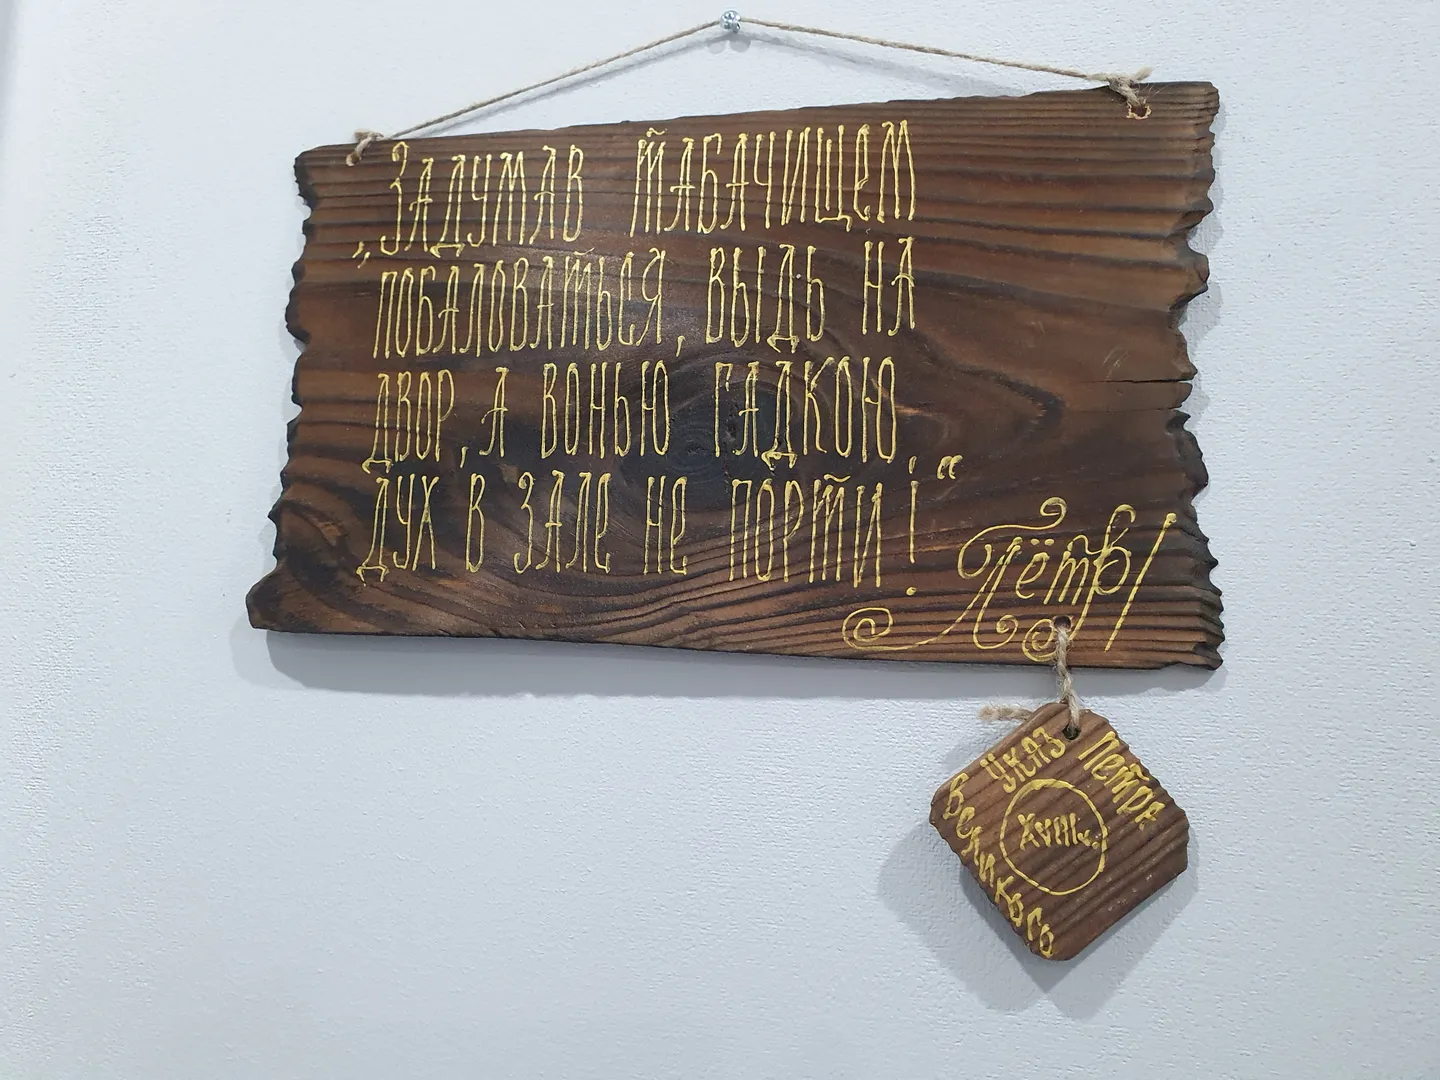 „Задумав табачищем
побаловаться, выдь на
двор, а вонью гадкою
дух в зале не порти!“
Пётр I
Указ Петра
Великого
XVIII в.